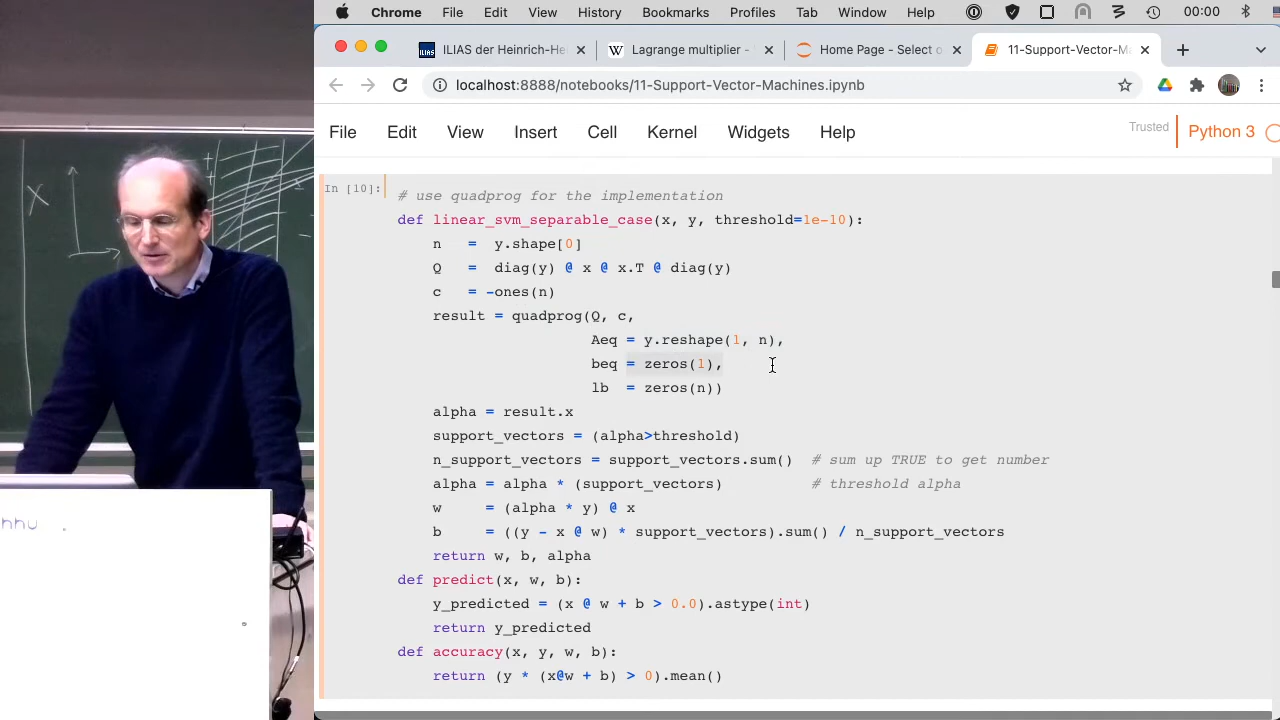 Chrome File Edit View History Bookmarks Profiles Tab Window Help 00:00
ILIAS der Heinrich-He
Lagrange multiplier -
Home Page - Select o
11-Support-Vector-Ma
localhost:8888/notebooks/11-Support-Vector-Machines.ipynb
File Edit View Insert Cell Kernel Widgets Help Trusted Python 3
In [10]:
# use quadprog for the implementation
def linear_svm_separable_case(x, y, threshold=1e-10):
    n   =  y.shape[0]
    Q   =  diag(y) @ x @ x.T @ diag(y)
    c   = -ones(n)
    result = quadprog(Q, c,
                      Aeq = y.reshape(1, n),
                      beq = zeros(1),
                      lb  = zeros(n))
    alpha = result.x
    support_vectors = (alpha>threshold)
    n_support_vectors = support_vectors.sum()  # sum up TRUE to get number
    alpha = alpha * (support_vectors)          # threshold alpha
    w     = (alpha * y) @ x
    b     = ((y - x @ w) * support_vectors).sum() / n_support_vectors
    return w, b, alpha
def predict(x, w, b):
    y_predicted = (x @ w + b > 0.0).astype(int)
    return y_predicted
def accuracy(x, y, w, b):
    return (y * (x@w + b) > 0).mean()
X
hhu